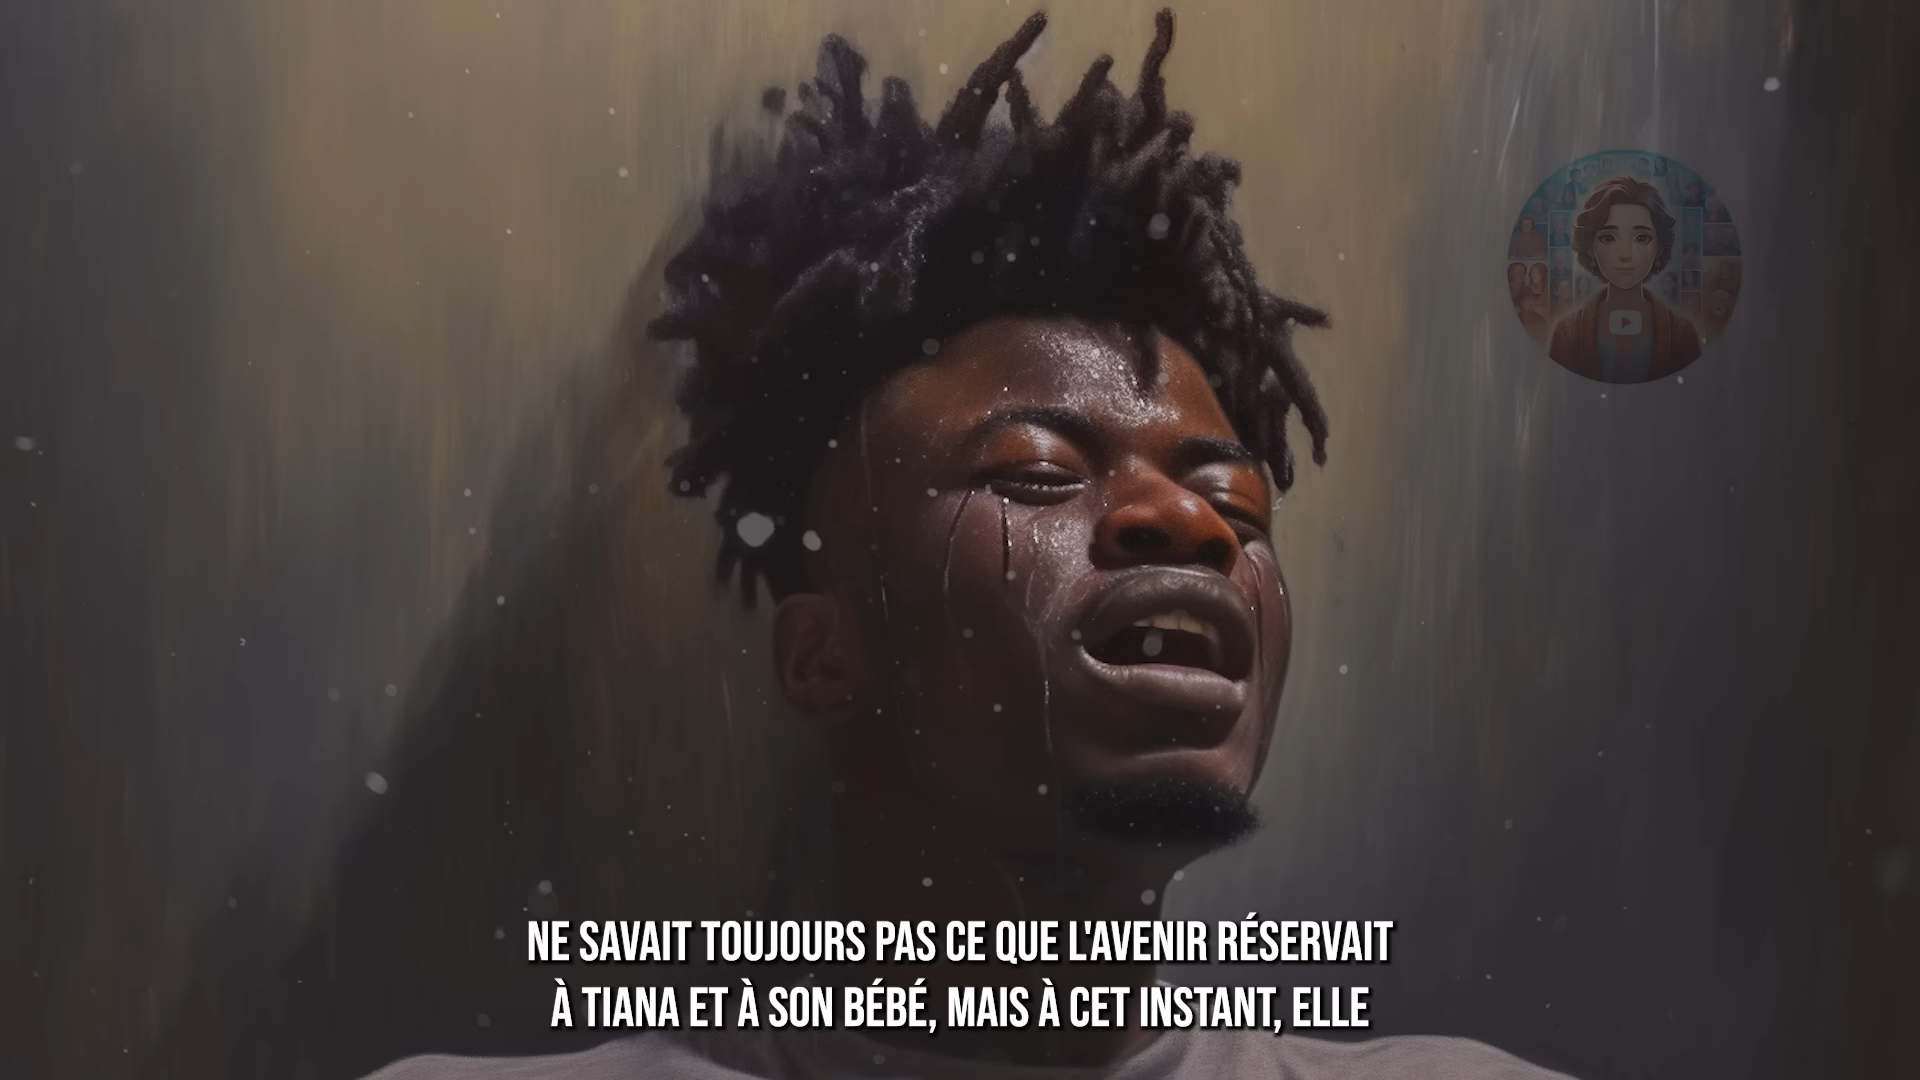 NE SAVAIT TOUJOURS PAS CE QUE L'AVENIR RÉSERVAIT
À TIANA ET À SON BÉBÉ, MAIS À CET INSTANT, ELLE